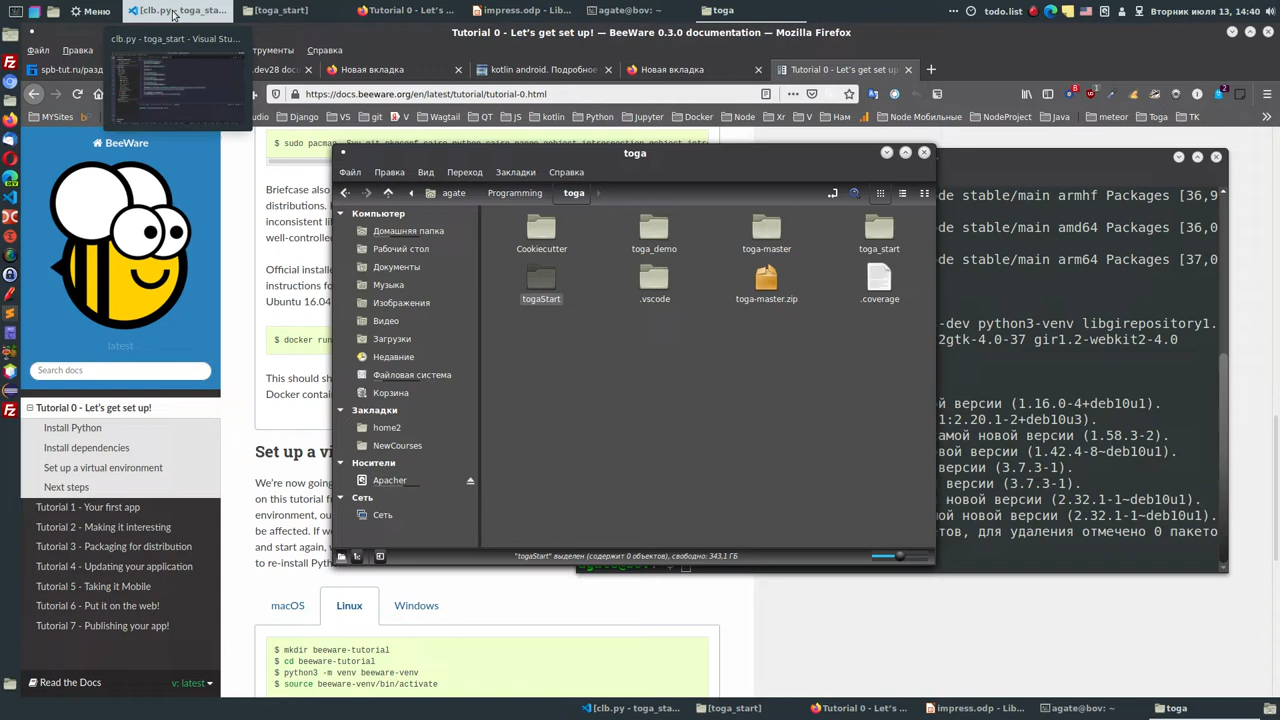 Меню
[clb.py - toga_sta...
[toga_start]
Tutorial 0 - Let's ...
impress.odp - Lib...
agate@bov: ~
toga
todo.list
Вторник июля 13, 14:40
clb.py - toga_start - Visual Stu...
Tutorial 0 - Let's get set up! — BeeWare 0.3.0 documentation — Mozilla Firefox
Файл
Правка
трументы
Справка
spb-tut.ru/разд
.dev28 docu
Новая вкладка
kotlin android. Подробно
Новая вкладка
Tutorial 0 - Let's get set up!
https://docs.beeware.org/en/latest/tutorial/tutorial-0.html
MYSites
udio
Django
VS
V
Wagtail
QT
JS
Kotlin
Python
Jupyter
Docker
Node
Xr
V
Нам
Node Мобильные
NodeProject
Java
meteor
Toga
TK
BeeWare
latest
Search docs
Tutorial 0 - Let's get set up!
Install Python
Install dependencies
Set up a virtual environment
Next steps
Tutorial 1 - Your first app
Tutorial 2 - Making it interesting
Tutorial 3 - Packaging for distribution
Tutorial 4 - Updating your application
Tutorial 5 - Taking it Mobile
Tutorial 6 - Put it on the web!
Tutorial 7 - Publishing your app!
Read the Docs
v: latest
Briefcase also
distributions.
inconsistent lik
well-controlled
Official installe
instructions fo
Ubuntu 16.04
$ docker run
This should sh
Docker contai
Set up a vi
We're now going
on this tutorial fr
environment, ou
be affected. If we
and start again, w
to re-install Pyth
macOS
Linux
Windows
$ mkdir beeware-tutorial
$ cd beeware-tutorial
$ python3 -m venv beeware-venv
$ source beeware-venv/bin/activate
toga
Файл
Правка
Вид
Переход
Закладки
Справка
agate
Programming
toga
Компьютер
Домашняя папка
Рабочий стол
Документы
Музыка
Изображения
Видео
Загрузки
Недавние
Файловая система
Корзина
Закладки
home2
NewCourses
Носители
Apacher
Сеть
Сеть
Cookiecutter
toga_demo
toga-master
toga_start
togaStart
.vscode
toga-master.zip
.coverage
"togaStart" выделен (содержит 0 объектов), свободно: 343,1 ГБ
de stable/main armhf Packages [36,9
de stable/main amd64 Packages [36,0
de stable/main arm64 Packages [37,0
-dev python3-venv libgirepository1.
2gtk-4.0-37 gir1.2-webkit2-4.0
ой версии (1.16.0-4+deb10u1).
1:2.20.1-2+deb10u3).
амой новой версии (1.58.3-2).
новой версии (1.42.4-8~deb10u1).
версии (3.7.3-1).
версии (3.7.3-1).
новой версии (2.32.1-1~deb10u1).
новой версии (2.32.1-1~deb10u1).
етов, для удаления отмечено 0 пакето
[clb.py - toga_sta...
[toga_start]
Tutorial 0 - Let's ...
impress.odp - Lib...
agate@bov: ~
toga